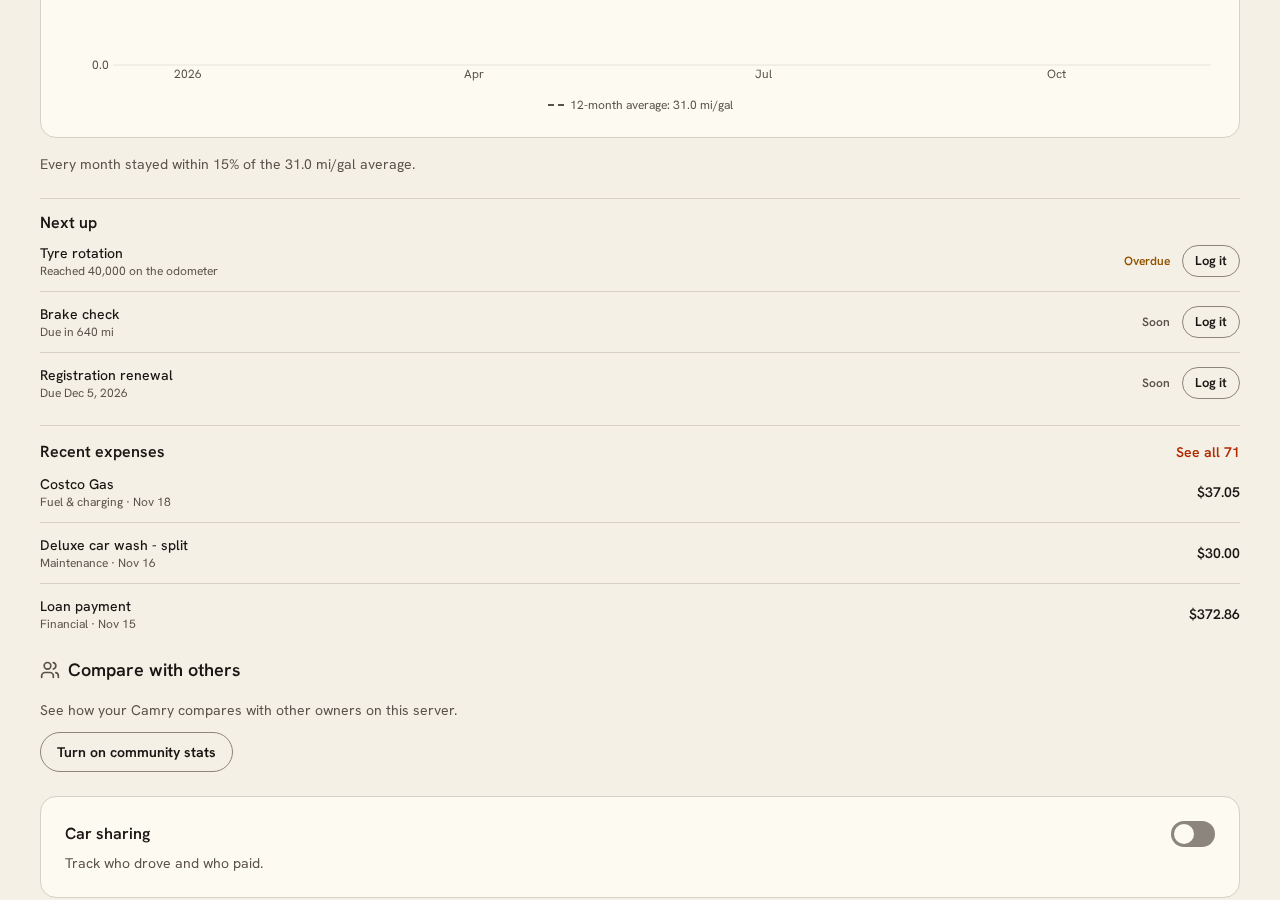 0.0
2026 Apr Jul Oct
12-month average: 31.0 mi/gal
Every month stayed within 15% of the 31.0 mi/gal average.
Next up
Tyre rotation
Reached 40,000 on the odometer
Overdue Log it
Brake check
Due in 640 mi
Soon Log it
Registration renewal
Due Dec 5, 2026
Soon Log it
Recent expenses See all 71
Costco Gas
Fuel & charging · Nov 18
$37.05
Deluxe car wash - split
Maintenance · Nov 16
$30.00
Loan payment
Financial · Nov 15
$372.86
Compare with others
See how your Camry compares with other owners on this server.
Turn on community stats
Car sharing
Track who drove and who paid.